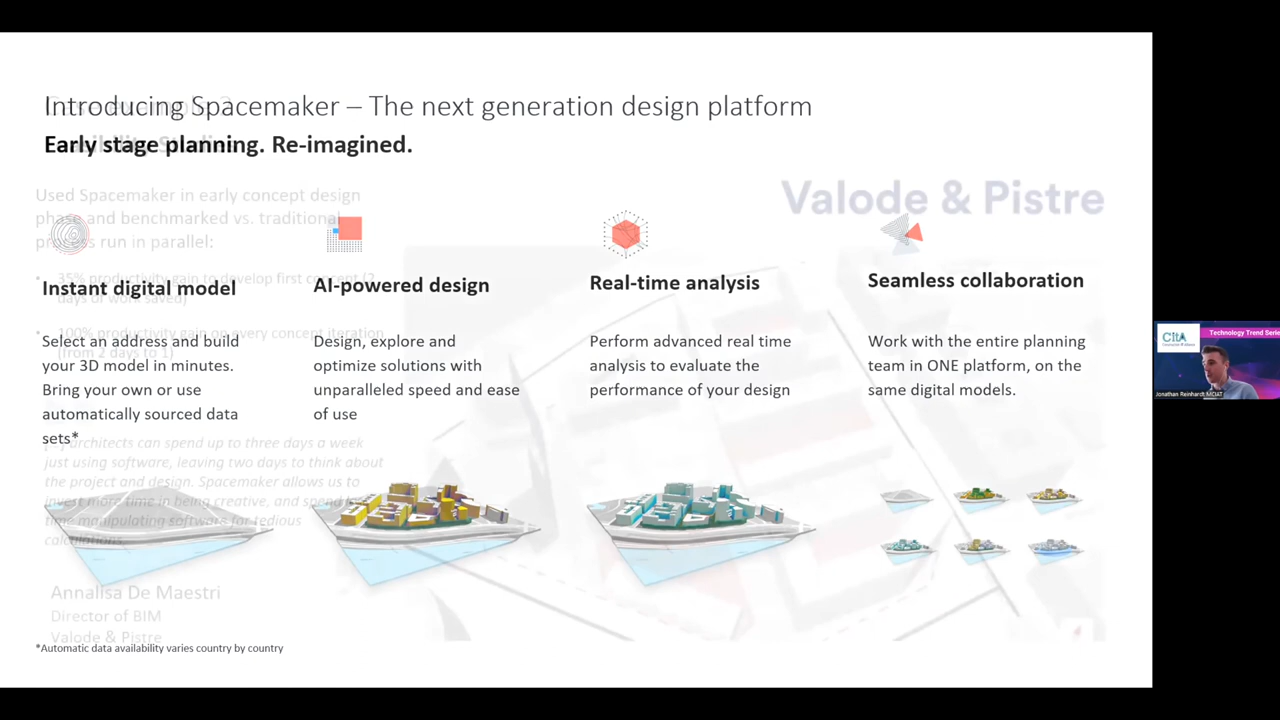 Introducing Spacemaker – The next generation design platform
Early stage planning. Re-imagined.
Used Spacemaker in early concept design
phase and benchmarked vs. traditional
process run in parallel:
Valode & Pistre
35% productivity gain to develop first concept (2
days of work saved)
100% productivity gain on every concept iteration
(from 2 days to 1)
Instant digital model
Select an address and build
your 3D model in minutes.
Bring your own or use
automatically sourced data
sets*
AI-powered design
Design, explore and
optimize solutions with
unparalleled speed and ease
of use
Real-time analysis
Perform advanced real time
analysis to evaluate the
performance of your design
Seamless collaboration
Work with the entire planning
team in ONE platform, on the
same digital models.
architects can spend up to three days a week
just using software, leaving two days to think about
the project and design. Spacemaker allows us to
invest more time in being creative, and spend
time manipulating software for tedious
calculations.
Annalisa De Maestri
Director of BIM
Valode & Pistre
*Automatic data availability varies country by country
CitA
Technology Trend Serie
Jonathan Reinhardt MCIAT